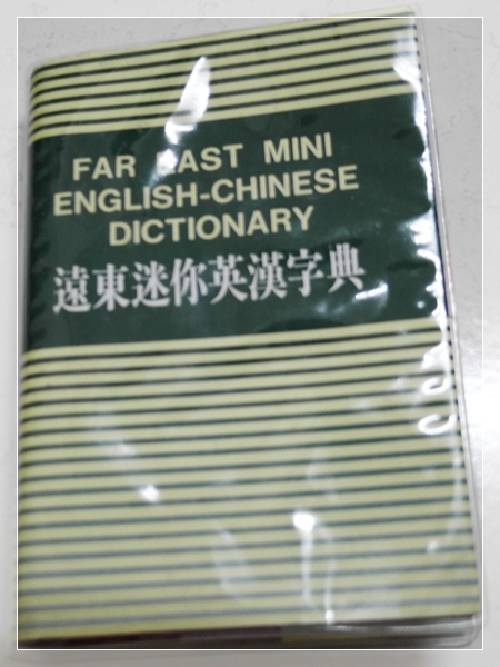 FAR EAST MINI
ENGLISH-CHINESE
DICTIONARY
遠東迷你英漢字典